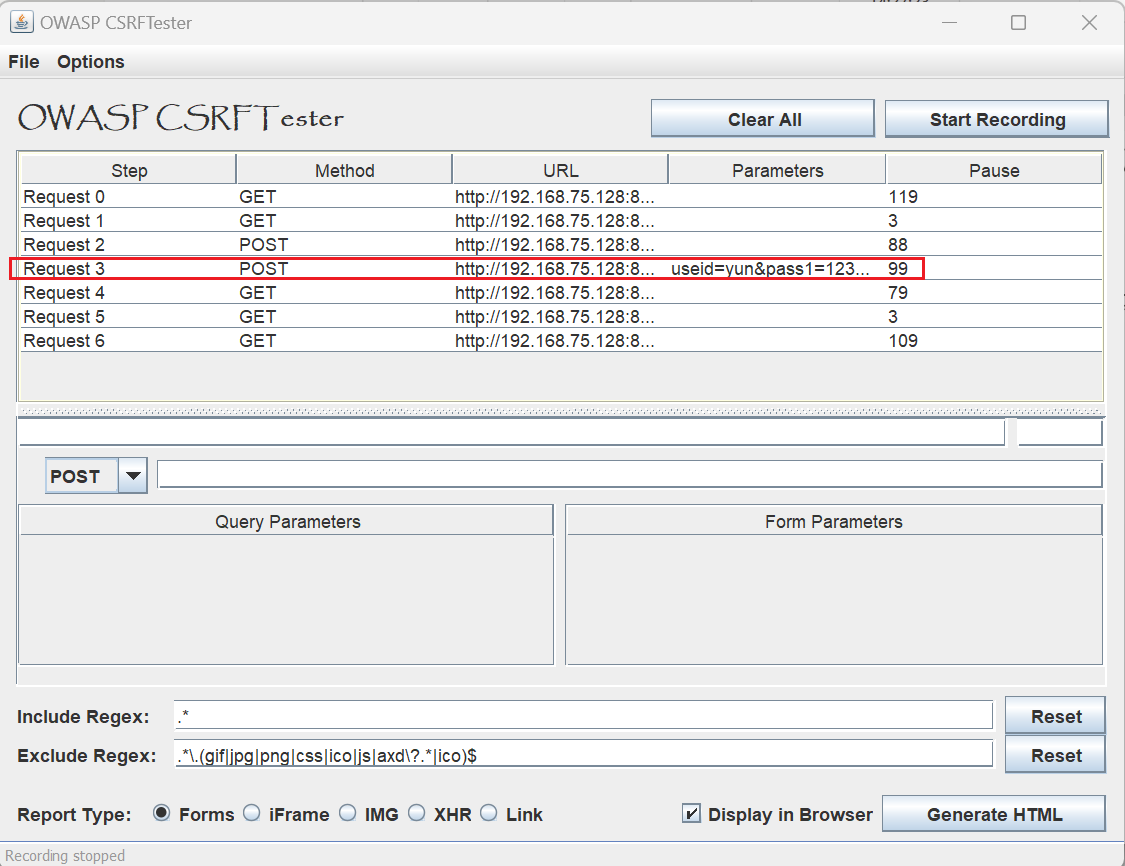 OWASP CSRFTester
File Options
OWASP CSRFTester
Clear All Start Recording
Step Method URL Parameters Pause
Request 0 GET http://192.168.75.128:8... 119
Request 1 GET http://192.168.75.128:8... 3
Request 2 POST http://192.168.75.128:8... 88
Request 3 POST http://192.168.75.128:8... useid=yun&pass1=123... 99
Request 4 GET http://192.168.75.128:8... 79
Request 5 GET http://192.168.75.128:8... 3
Request 6 GET http://192.168.75.128:8... 109
POST
Query Parameters Form Parameters
Include Regex: .* Reset
Exclude Regex: .*\.(gif|jpg|png|css|ico|js|axd\?.*|ico)$ Reset
Report Type: Forms iFrame IMG XHR Link Display in Browser Generate HTML
Recording stopped